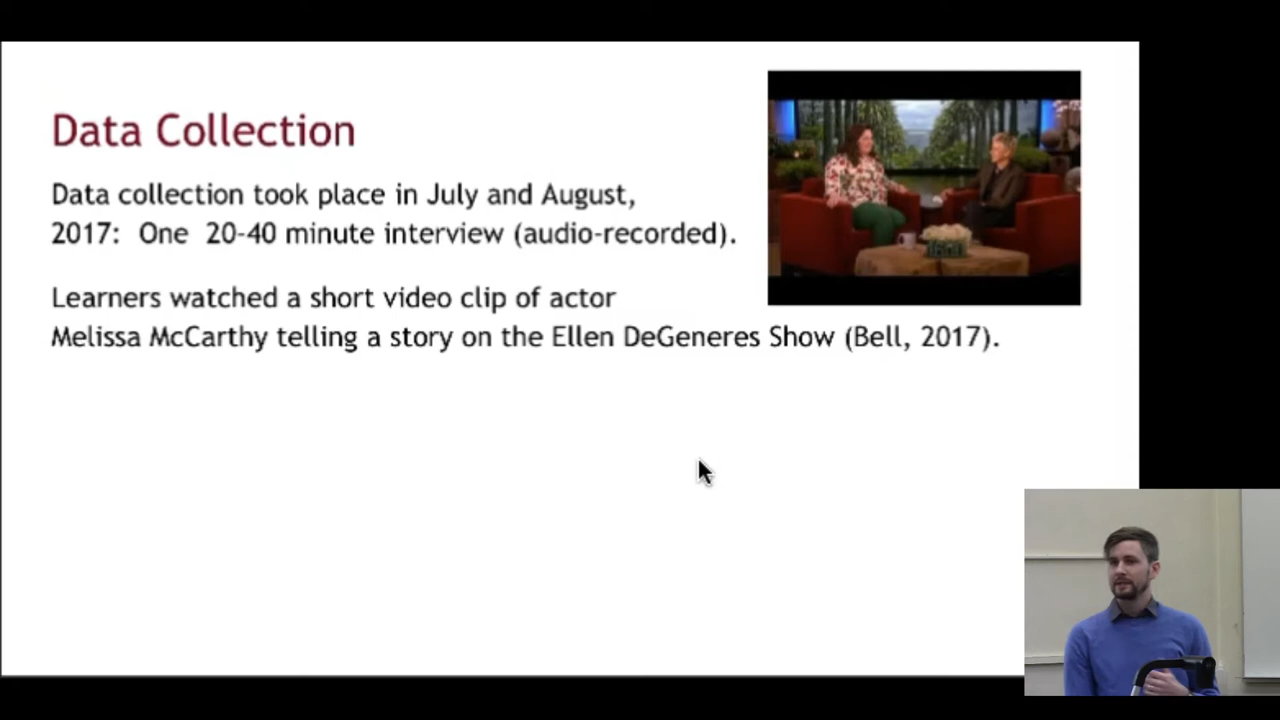 Data Collection
Data collection took place in July and August,
2017: One 20-40 minute interview (audio-recorded).
Learners watched a short video clip of actor
Melissa McCarthy telling a story on the Ellen DeGeneres Show (Bell, 2017).